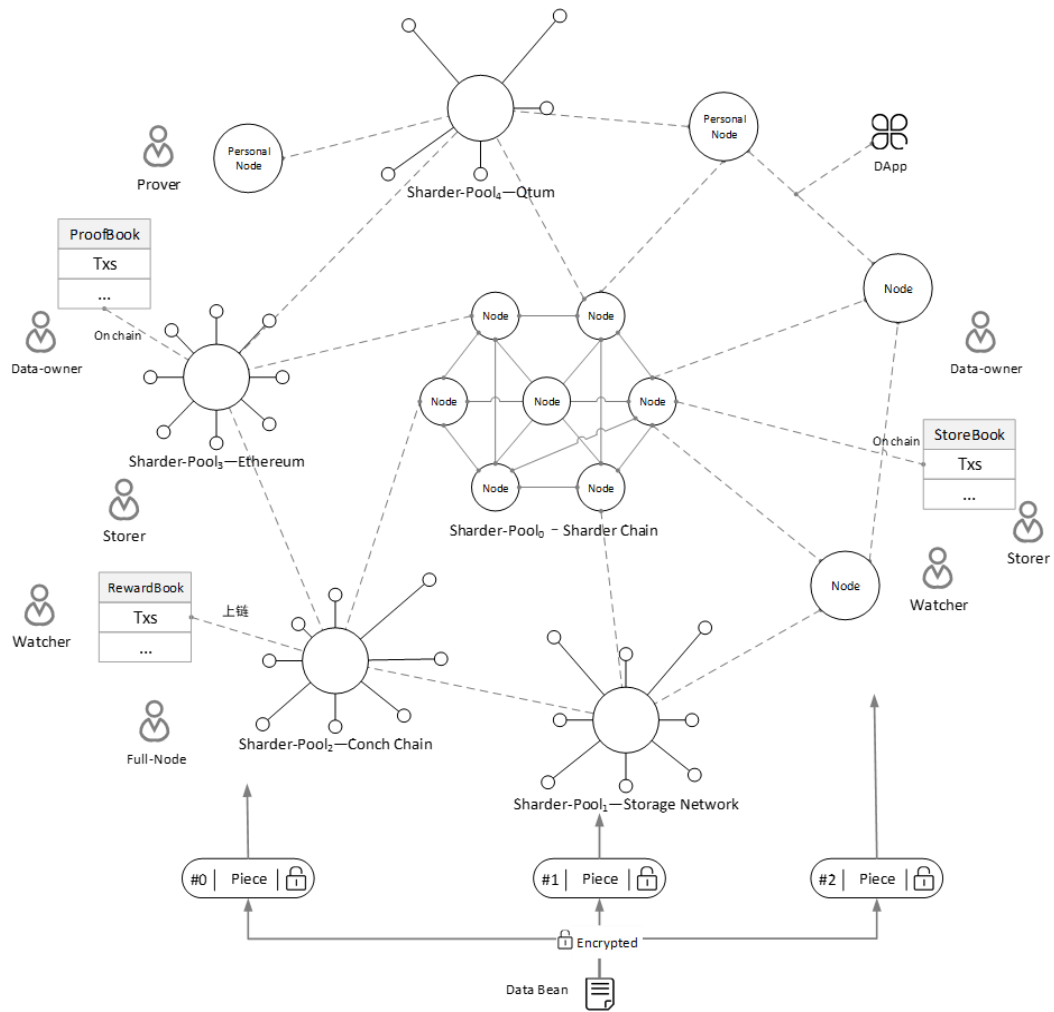 Personal
Node
Personal
Node
Prover
DApp
Sharder-Pool₄—Qtum
ProofBook
Txs
...
On chain
Data-owner
Node
Node
Node
Data-owner
Node
Node
Node
On chain
StoreBook
Txs
...
Sharder-Pool₃—Ethereum
Node
Node
Sharder-Pool₀ – Sharder Chain
Storer
Storer
RewardBook
Txs
...
上链
Node
Watcher
Watcher
Full-Node
Sharder-Pool₂—Conch Chain
Sharder-Pool₁—Storage Network
#0 | Piece |
#1 | Piece |
#2 | Piece |
Encrypted
Data Bean